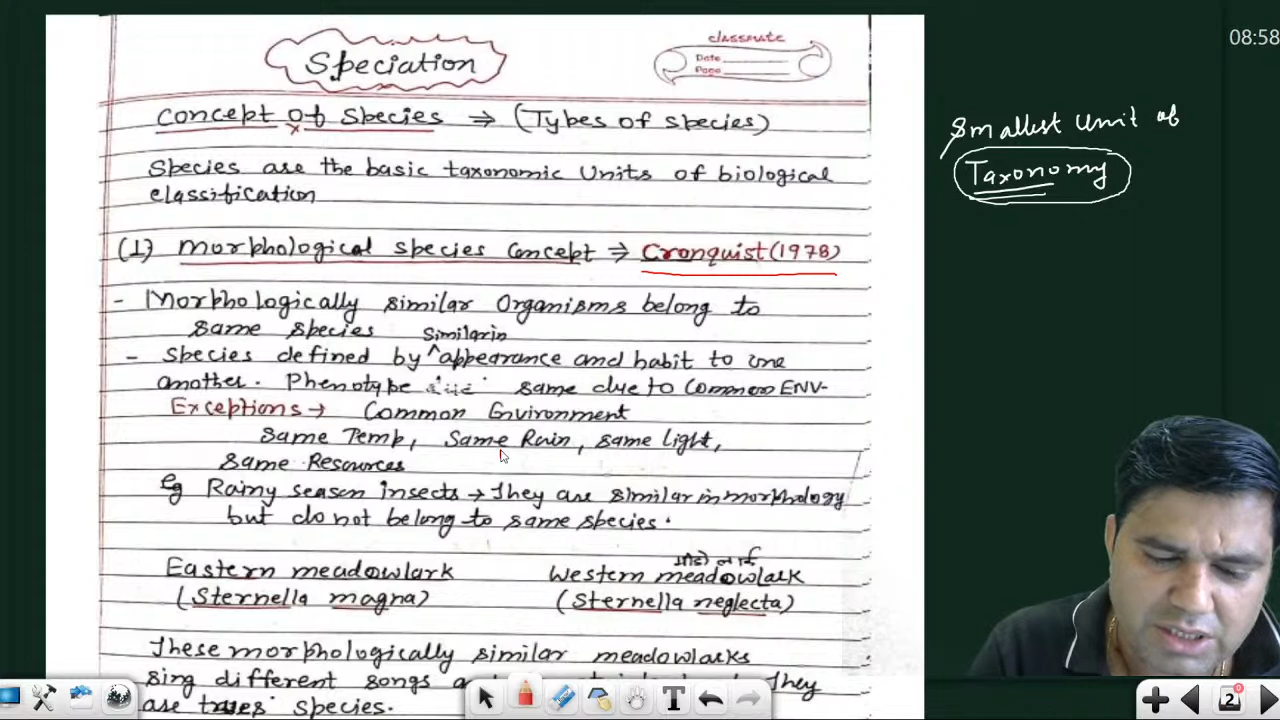 Speciation
classmate
Date
Page
08:58
Concept of Species ⇒ (Types of species)
Smallest Unit of
Taxonomy
Species are the basic taxonomic Units of biological
classification
(1) Morphological species concept ⇒ Cronquist (1978)
- Morphologically similar Organisms belong to
same species
Similar in
- Species defined by ^ appearance and habit to one
another. Phenotype same due to common ENV-
Exceptions → Common Environment
Same Temp, Same Rain, same light,
same Resources
Eg Rainy season insects → They are similar in morphology
but do not belong to same species.
Eastern meadowlark Western meadowlark
(Sternella magna) (Sternella neglecta)
These morphologically similar meadowlarks
sing different songs They
are species.
T
2